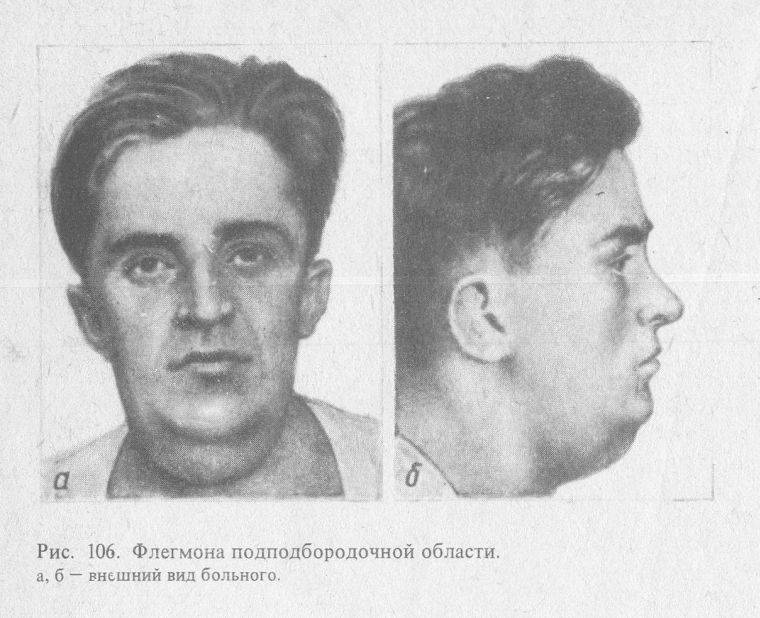 а
б
Рис. 106. Флегмона подподбородочной области.
а, б — внешний вид больного.